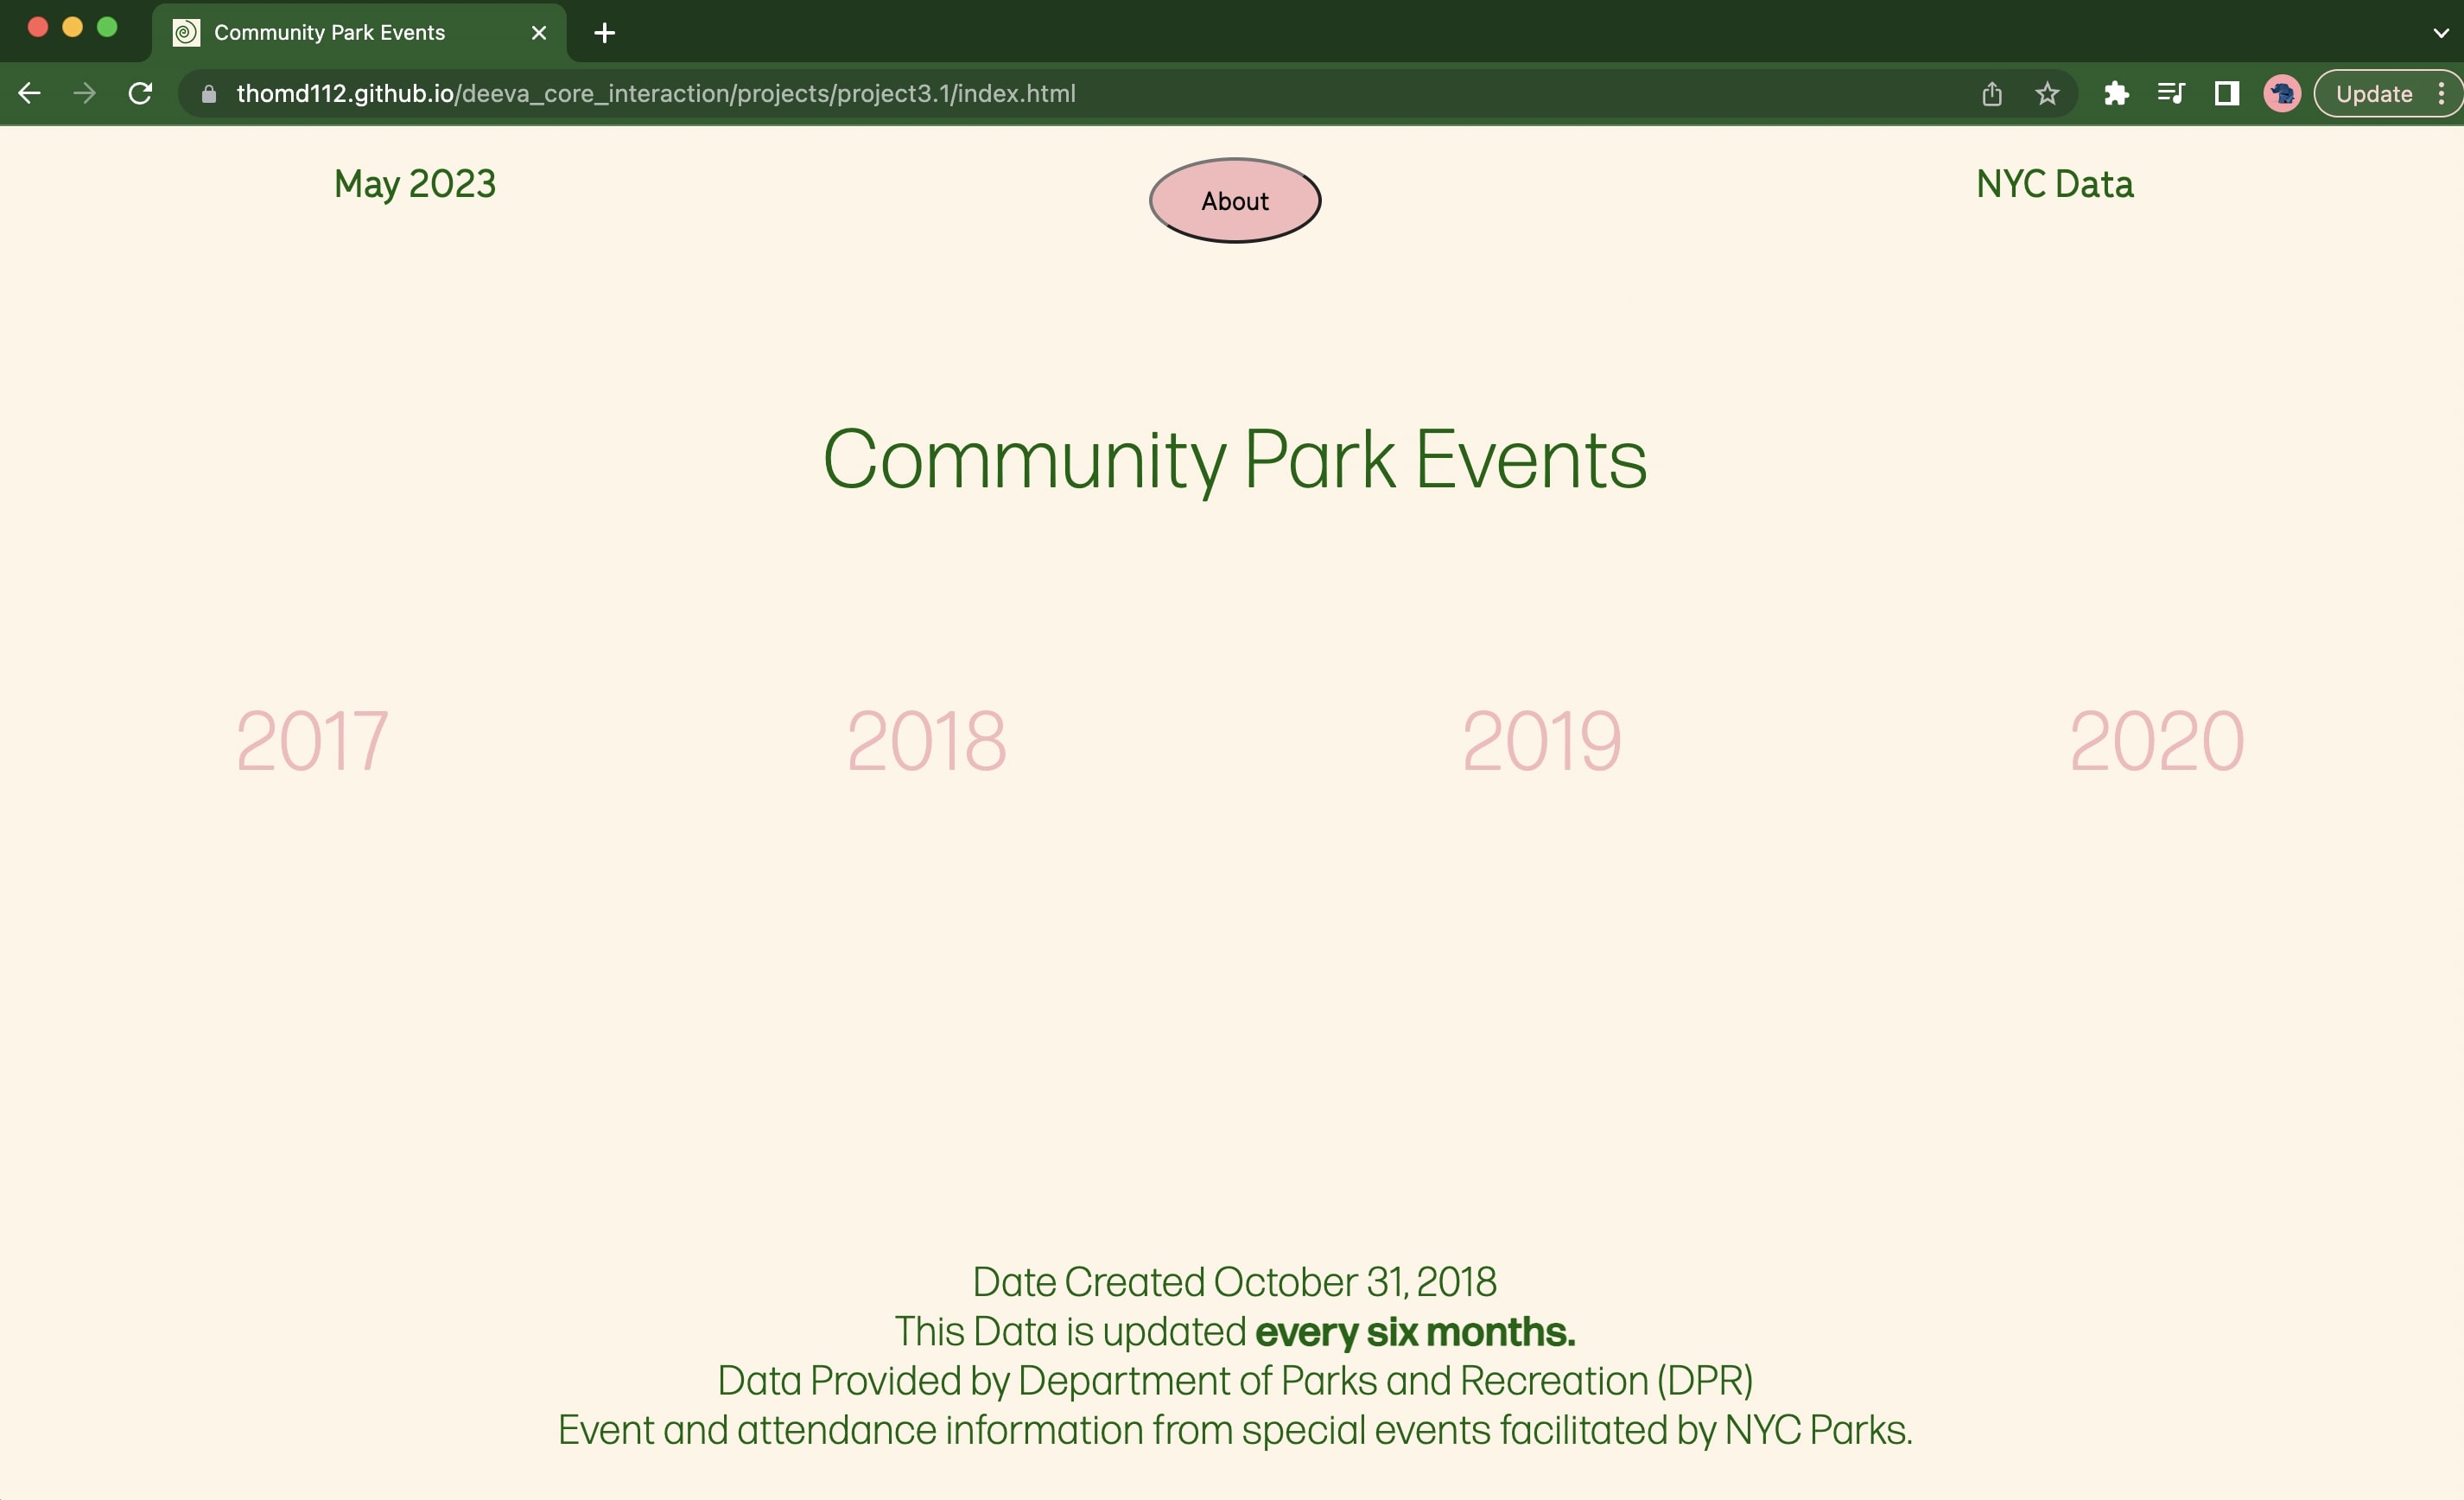 Community Park Events
thomd112.github.io/deeva_core_interaction/projects/project3.1/index.html
Update
May 2023
About
NYC Data
Community Park Events
2017
2018
2019
2020
Date Created October 31, 2018
This Data is updated every six months.
Data Provided by Department of Parks and Recreation (DPR)
Event and attendance information from special events facilitated by NYC Parks.